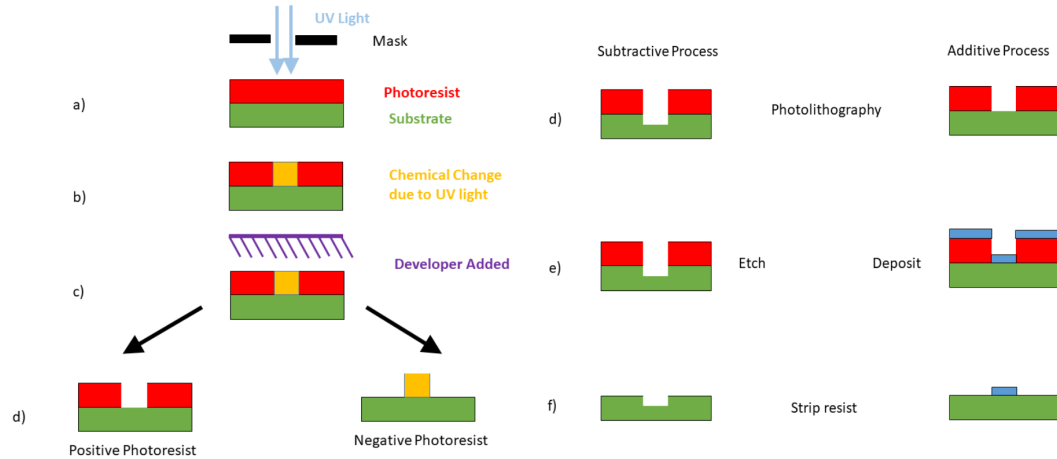 UV Light
Mask
a)
Photoresist
Substrate
b)
Chemical Change
due to UV light
Developer Added
c)
d)
Positive Photoresist
Negative Photoresist
Subtractive Process
Additive Process
d)
Photolithography
e)
Etch
Deposit
f)
Strip resist